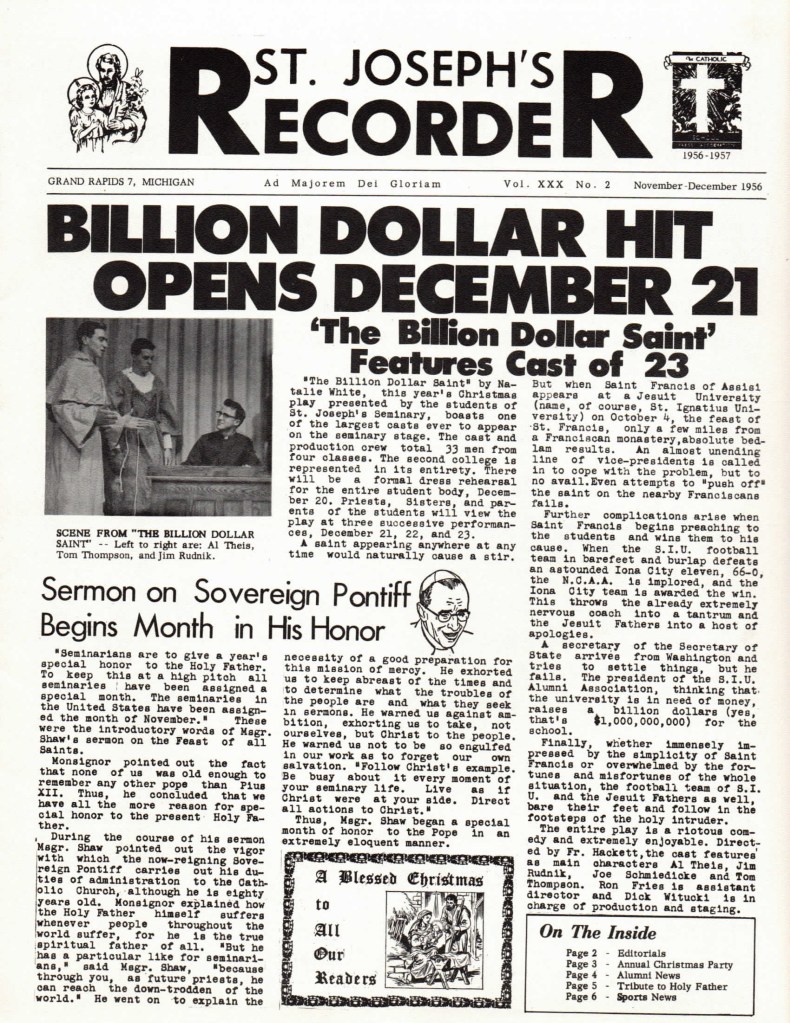 ST. JOSEPH'S
RECORDER
The CATHOLIC
1956-1957
GRAND RAPIDS 7, MICHIGAN Ad Majorem Dei Gloriam Vol. XXX No. 2 November-December 1956
BILLION DOLLAR HIT
OPENS DECEMBER 21
'The Billion Dollar Saint'
Features Cast of 23
SCENE FROM "THE BILLION DOLLAR
SAINT" -- Left to right are: Al Theis,
Tom Thompson, and Jim Rudnik.
"The Billion Dollar Saint" by Na-
talie White, this year's Christmas
play presented by the students of
St. Joseph's Seminary, boasts one
of the largest casts ever to appear
on the seminary stage. The cast and
production crew total 33 men from
four classes. The second college is
represented in its entirety. There
will be a formal dress rehearsal
for the entire student body, Decem-
ber 20. Priests, Sisters, and par-
ents of the students will view the
play at three successive performan-
ces, December 21, 22, and 23.
A saint appearing anywhere at any
time would naturally cause a stir.
But when Saint Francis of Assisi
appears at a Jesuit University
(name, of course, St. Ignatius Uni-
versity) on October 4, the feast of
St. Francis, only a few miles from
a Franciscan monastery,absolute bed-
lam results. An almost unending
line of vice-presidents is called
in to cope with the problem, but to
no avail.Even attempts to "push off"
the saint on the nearby Franciscans
fails.
Further complications arise when
Saint Francis begins preaching to
the students and wins them to his
cause. When the S.I.U. football
team in barefeet and burlap defeats
an astounded Iona City eleven, 66-0,
the N.C.A.A. is implored, and the
Iona City team is awarded the win.
This throws the already extremely
nervous coach into a tantrum and
the Jesuit Fathers into a host of
apologies.
A secretary of the Secretary of
State arrives from Washington and
tries to settle things, but he
fails. The president of the S.I.U.
Alumni Association, thinking that
the university is in need of money,
raises a billion dollars (yes,
that's $1,000,000,000) for the
school.
Finally, whether immensely im-
pressed by the simplicity of Saint
Francis or overwhelmed by the for-
tunes and misfortunes of the whole
situation, the football team of S.I.
U. and the Jesuit Fathers as well,
bare their feet and follow in the
footsteps of the holy intruder.
The entire play is a riotous com-
edy and extremely enjoyable. Direct-
ed by Fr. Hackett,the cast features
as main characters Al Theis, Jim
Rudnik, Joe Schmiedicke and Tom
Thompson. Ron Fries is assistant
director and Dick Witucki is in
charge of production and staging.
Sermon on Sovereign Pontiff
Begins Month in His Honor
"Seminarians are to give a year's
special honor to the Holy Father.
To keep this at a high pitch all
seminaries have been assigned a
special month. The seminaries in
the United States have been assign-
ed the month of November." These
were the introductory words of Msgr.
Shaw's sermon on the Feast of all
Saints.
Monsignor pointed out the fact
that none of us was old enough to
remember any other pope than Pius
XII. Thus, he concluded that we
have all the more reason for spe-
cial honor to the present Holy Fa-
ther.
During the course of his sermon
Msgr. Shaw pointed out the vigor
with which the now-reigning Sove-
reign Pontiff carries out his du-
ties of administration to the Cath-
olic Church, although he is eighty
years old. Monsignor explained how
the Holy Father himself suffers
whenever people throughout the
world suffer, for he is the true
spiritual father of all. "But he
has a particular like for seminari-
ans," said Msgr. Shaw, "because
through you, as future priests, he
can reach the down-trodden of the
world." He went on to explain the
necessity of a good preparation for
this mission of mercy. He exhorted
us to keep abreast of the times and
to determine what the troubles of
the people are and what they seek
in sermons. He warned us against am-
bition, exhorting us to take, not
ourselves, but Christ to the people.
He warned us not to be so engulfed
in our work as to forget our own
salvation. "Follow Christ's example.
Be busy about it every moment of
your seminary life. Live as if
Christ were at your side. Direct
all actions to Christ."
Thus, Msgr. Shaw began a special
month of honor to the Pope in an
extremely eloquent manner.
A Blessed Christmas
to
All
Our
Readers
On The Inside
Page 2 - Editorials
Page 3 - Annual Christmas Party
Page 4 - Alumni News
Page 5 - Tribute to Holy Father
Page 6 - Sports News